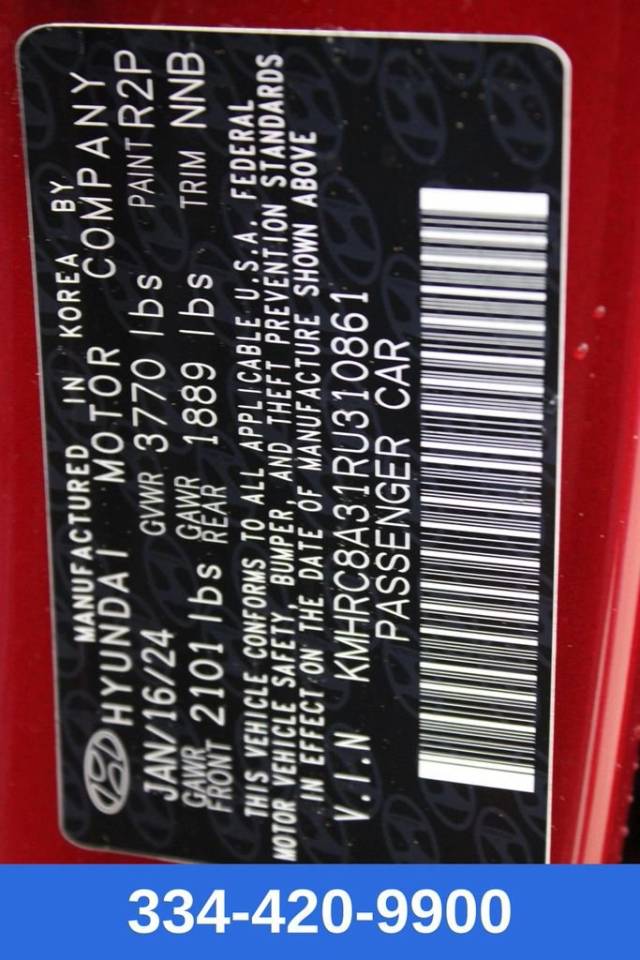 MANUFACTURED IN KOREA BY
HYUNDAI MOTOR COMPANY
JAN/16/24 GVWR 3770 lbs PAINT R2P
GAWR FRONT 2101 lbs GAWR REAR 1889 lbs TRIM NNB
THIS VEHICLE CONFORMS TO ALL APPLICABLE U.S.A. FEDERAL
MOTOR VEHICLE SAFETY, BUMPER, AND THEFT PREVENTION STANDARDS
IN EFFECT ON THE DATE OF MANUFACTURE SHOWN ABOVE
V.I.N KMHRC8A31RU310861
PASSENGER CAR
334-420-9900